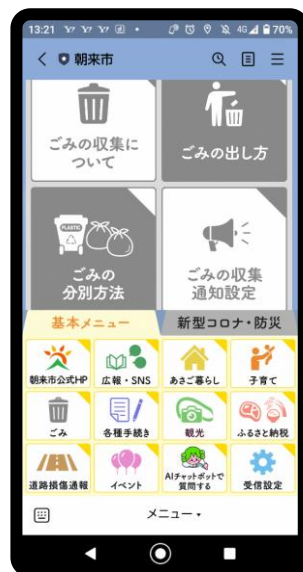 13:21
4G 70%
朝来市
ごみの収集に
ついて
ごみの出し方
PLASTIC
ごみの
分別方法
ごみの収集
通知設定
基本メニュー
新型コロナ・防災
朝来市公式HP
広報・SNS
あさご暮らし
子育て
ごみ
各種手続き
観光
ふるさと納税
道路損傷通報
イベント
AIチャットボットで
質問する
受信設定
メニュー▾